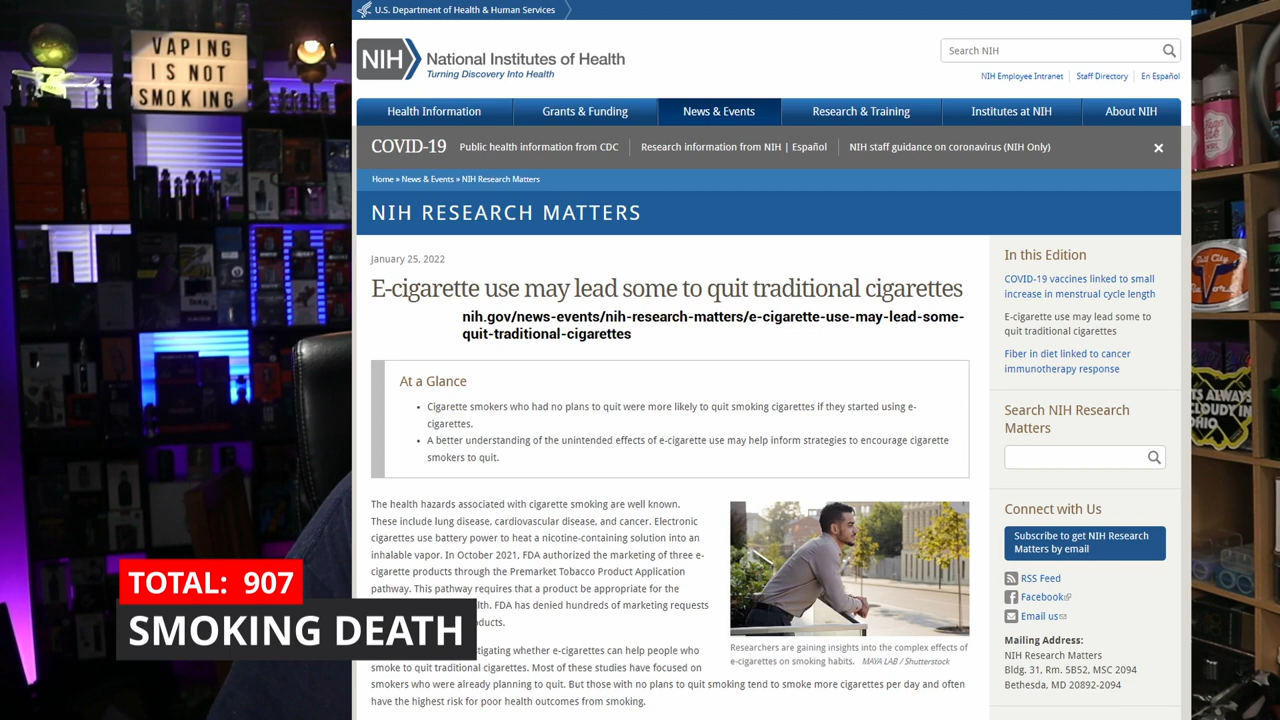 U.S. Department of Health & Human Services
VAPING
IS NOT
SMOKING
NIH
National Institutes of Health
Turning Discovery Into Health
Search NIH
NIH Employee Intranet
Staff Directory
En Español
Health Information
Grants & Funding
News & Events
Research & Training
Institutes at NIH
About NIH
COVID-19
Public health information from CDC
Research information from NIH | Español
NIH staff guidance on coronavirus (NIH Only)
Home » News & Events » NIH Research Matters
NIH RESEARCH MATTERS
January 25, 2022
E-cigarette use may lead some to quit traditional cigarettes
nih.gov/news-events/nih-research-matters/e-cigarette-use-may-lead-some-
quit-traditional-cigarettes
At a Glance
• Cigarette smokers who had no plans to quit were more likely to quit smoking cigarettes if they started using e-
cigarettes.
• A better understanding of the unintended effects of e-cigarette use may help inform strategies to encourage cigarette
smokers to quit.
The health hazards associated with cigarette smoking are well known.
These include lung disease, cardiovascular disease, and cancer. Electronic
cigarettes use battery power to heat a nicotine-containing solution into an
inhalable vapor. In October 2021, FDA authorized the marketing of three e-
cigarette products through the Premarket Tobacco Product Application
pathway. This pathway requires that a product be appropriate for the
FDA has denied hundreds of marketing requests
whether e-cigarettes can help people who
smoke to quit traditional cigarettes. Most of these studies have focused on
smokers who were already planning to quit. But those with no plans to quit smoking tend to smoke more cigarettes per day and often
have the highest risk for poor health outcomes from smoking.
Researchers are gaining insights into the complex effects of
e-cigarettes on smoking habits. MAYA LAB / Shutterstock
In this Edition
COVID-19 vaccines linked to small
increase in menstrual cycle length
E-cigarette use may lead some to
quit traditional cigarettes
Fiber in diet linked to cancer
immunotherapy response
Search NIH Research
Matters
Connect with Us
Subscribe to get NIH Research
Matters by email
RSS Feed
Facebook
Email us
Mailing Address:
NIH Research Matters
Bldg. 31, Rm. 5B52, MSC 2094
Bethesda, MD 20892-2094
TOTAL: 907
SMOKING DEATH
CLOUDY IN
OHIO